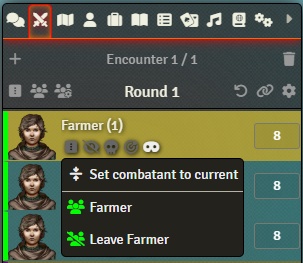 Encounter 1 / 1
Round 1
Farmer (1)
8
Set combatant to current
8
Farmer
Leave Farmer
8